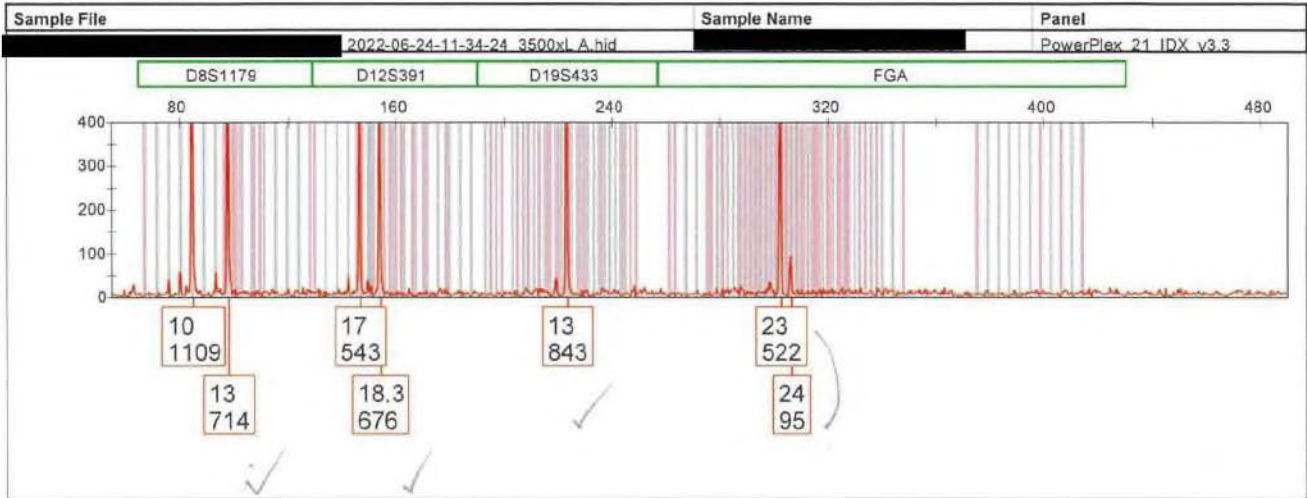 Sample File Sample Name Panel
2022-06-24-11-34-24 3500xL A.hid PowerPlex_21_IDX_v3.3
D8S1179 D12S391 D19S433 FGA
80 160 240 320 400 480
400
300
200
100
0
10 17 13 23
1109 543 843 522
13 18.3 24
714 676 95